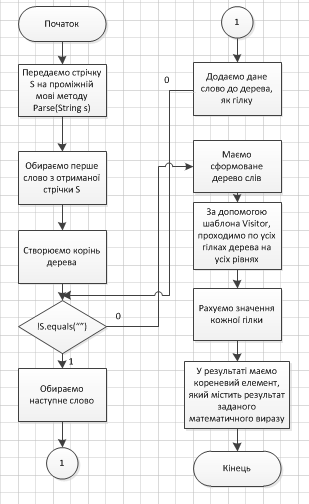 Початок
Передаємо стрічку
S на проміжній
мові методу
Parse(String s)
Обираємо перше
слово з отриманої
стрічки S
Створюємо корінь
дерева
!S.equals("")
0
1
Обираємо
наступне слово
1
1
0
Додаємо дане
слово до дерева,
як гілку
Маємо
сформоване
дерево слів
За допомогою
шаблона Visitor,
проходимо по усіх
гілках дерева на
усіх рівнях
Рахуємо значення
кожної гілки
У результаті маємо
кореневий елемент,
який містить результат
заданого
математичного виразу
Кінець